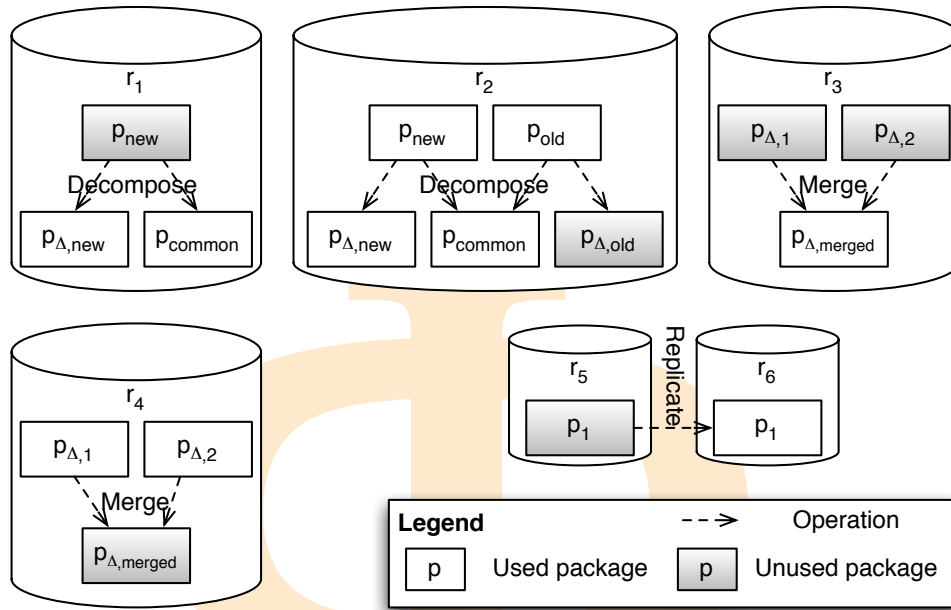 r1
pnew
Decompose
pΔ,new
pcommon
r2
pnew
pold
Decompose
pΔ,new
pcommon
pΔ,old
r3
pΔ,1
pΔ,2
Merge
pΔ,merged
r4
pΔ,1
pΔ,2
Merge
pΔ,merged
r5
p1
Replicate
r6
p1
Legend
Operation
p
Used package
p
Unused package